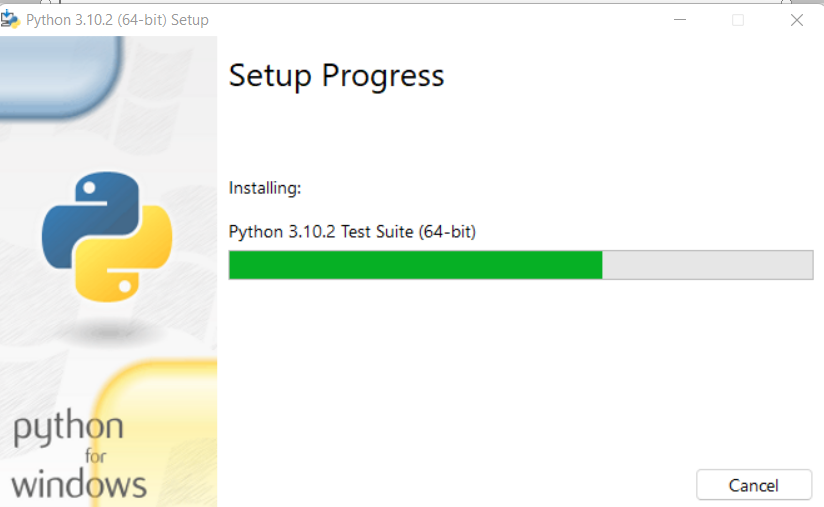 Python 3.10.2 (64-bit) Setup
Setup Progress
Installing:
Python 3.10.2 Test Suite (64-bit)
python
for
windows
Cancel